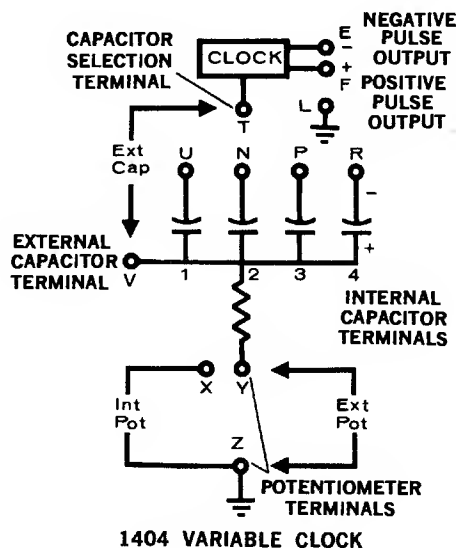 CAPACITOR
SELECTION
TERMINAL
CLOCK
E
-
+
F
NEGATIVE
PULSE
OUTPUT
POSITIVE
PULSE
OUTPUT
T
L
Ext
Cap
U N P R
-
+
EXTERNAL
CAPACITOR
TERMINAL
V
1 2 3 4
INTERNAL
CAPACITOR
TERMINALS
X Y
Int
Pot
Ext
Pot
Z
POTENTIOMETER
TERMINALS
1404 VARIABLE CLOCK